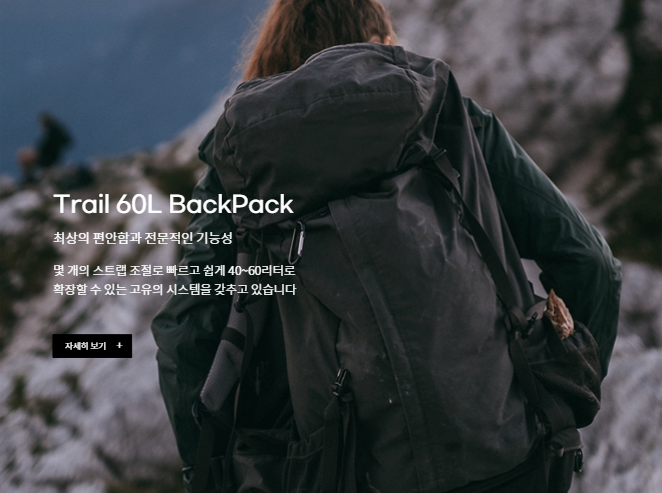 Trail 60L BackPack
최상의 편안함과 전문적인 기능성
몇 개의 스트랩 조절로 빠르고 쉽게 40~60리터로
확장할 수 있는 고유의 시스템을 갖추고 있습니다
자세히 보기 +